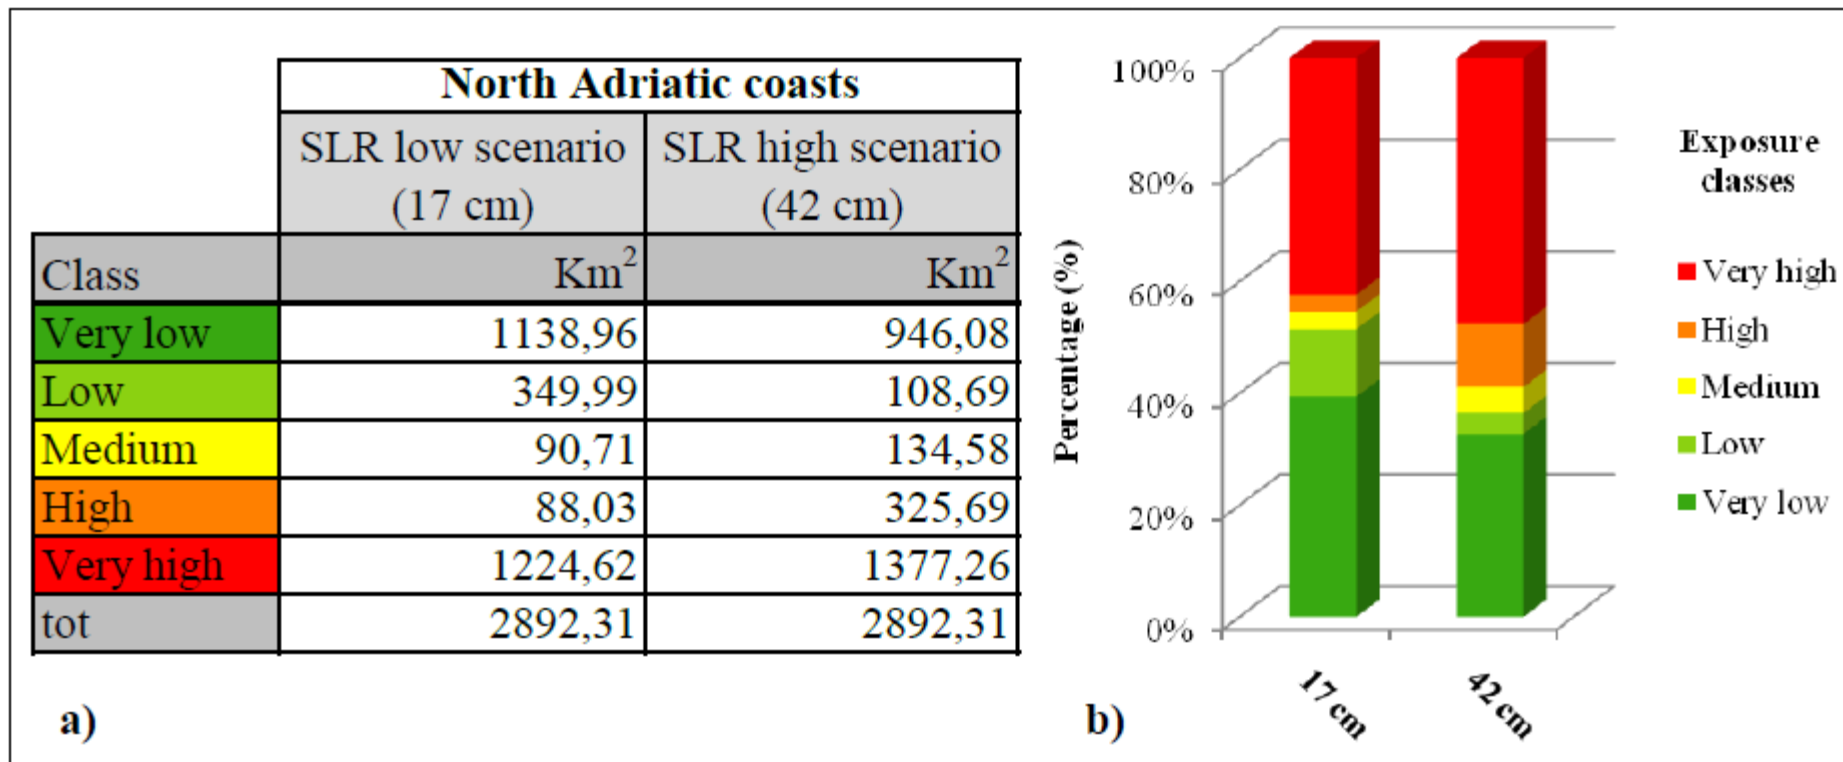 North Adriatic coasts
SLR low scenario (17 cm) SLR high scenario (42 cm)
Class Km² Km²
Very low 1138,96 946,08
Low 349,99 108,69
Medium 90,71 134,58
High 88,03 325,69
Very high 1224,62 1377,26
tot 2892,31 2892,31
a)
Percentage (%)
100%
80%
60%
40%
20%
0%
17 cm
42 cm
Exposure
classes
Very high
High
Medium
Low
Very low
b)